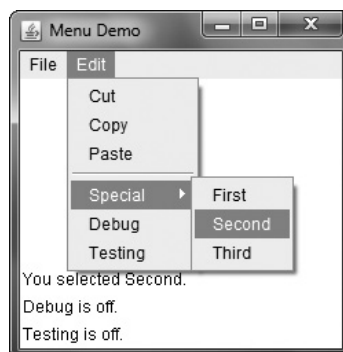 Menu Demo
File Edit
Cut
Copy
Paste
Special First
Debug Second
Testing Third
You selected Second.
Debug is off.
Testing is off.